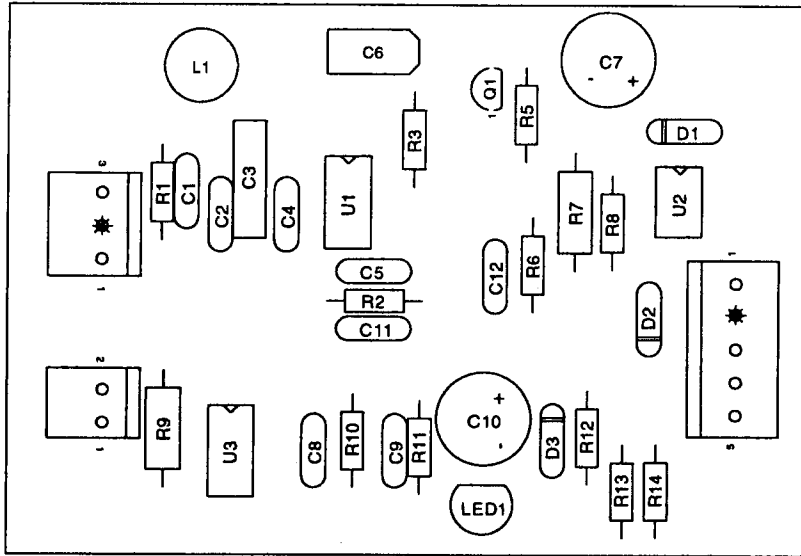 L1
C6
C7
- +
Q1
1
R5
R3
D1
3
R1
C1
C2
C3
C4
U1
R7
R8
U2
1
C5
R2
C11
C12
R6
D2
1
2
R9
U3
C8
R10
C9
R11
+
C10
-
D3
R12
1
5
LED1
R13
R14